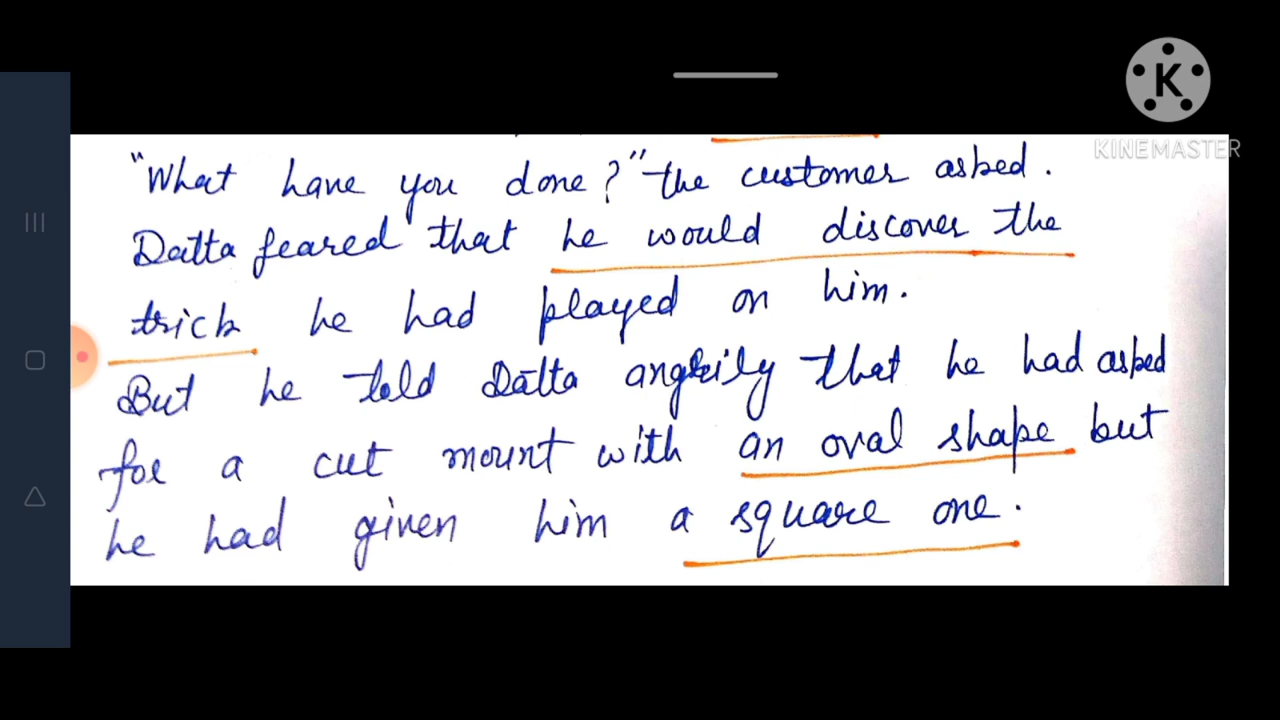 K
KINEMASTER
"What have you done?" the customer asked.
Datta feared that he would discover the
trick he had played on him.
But he told Datta angrily that he had asked
for a cut mount with an oval shape but
he had given him a square one.